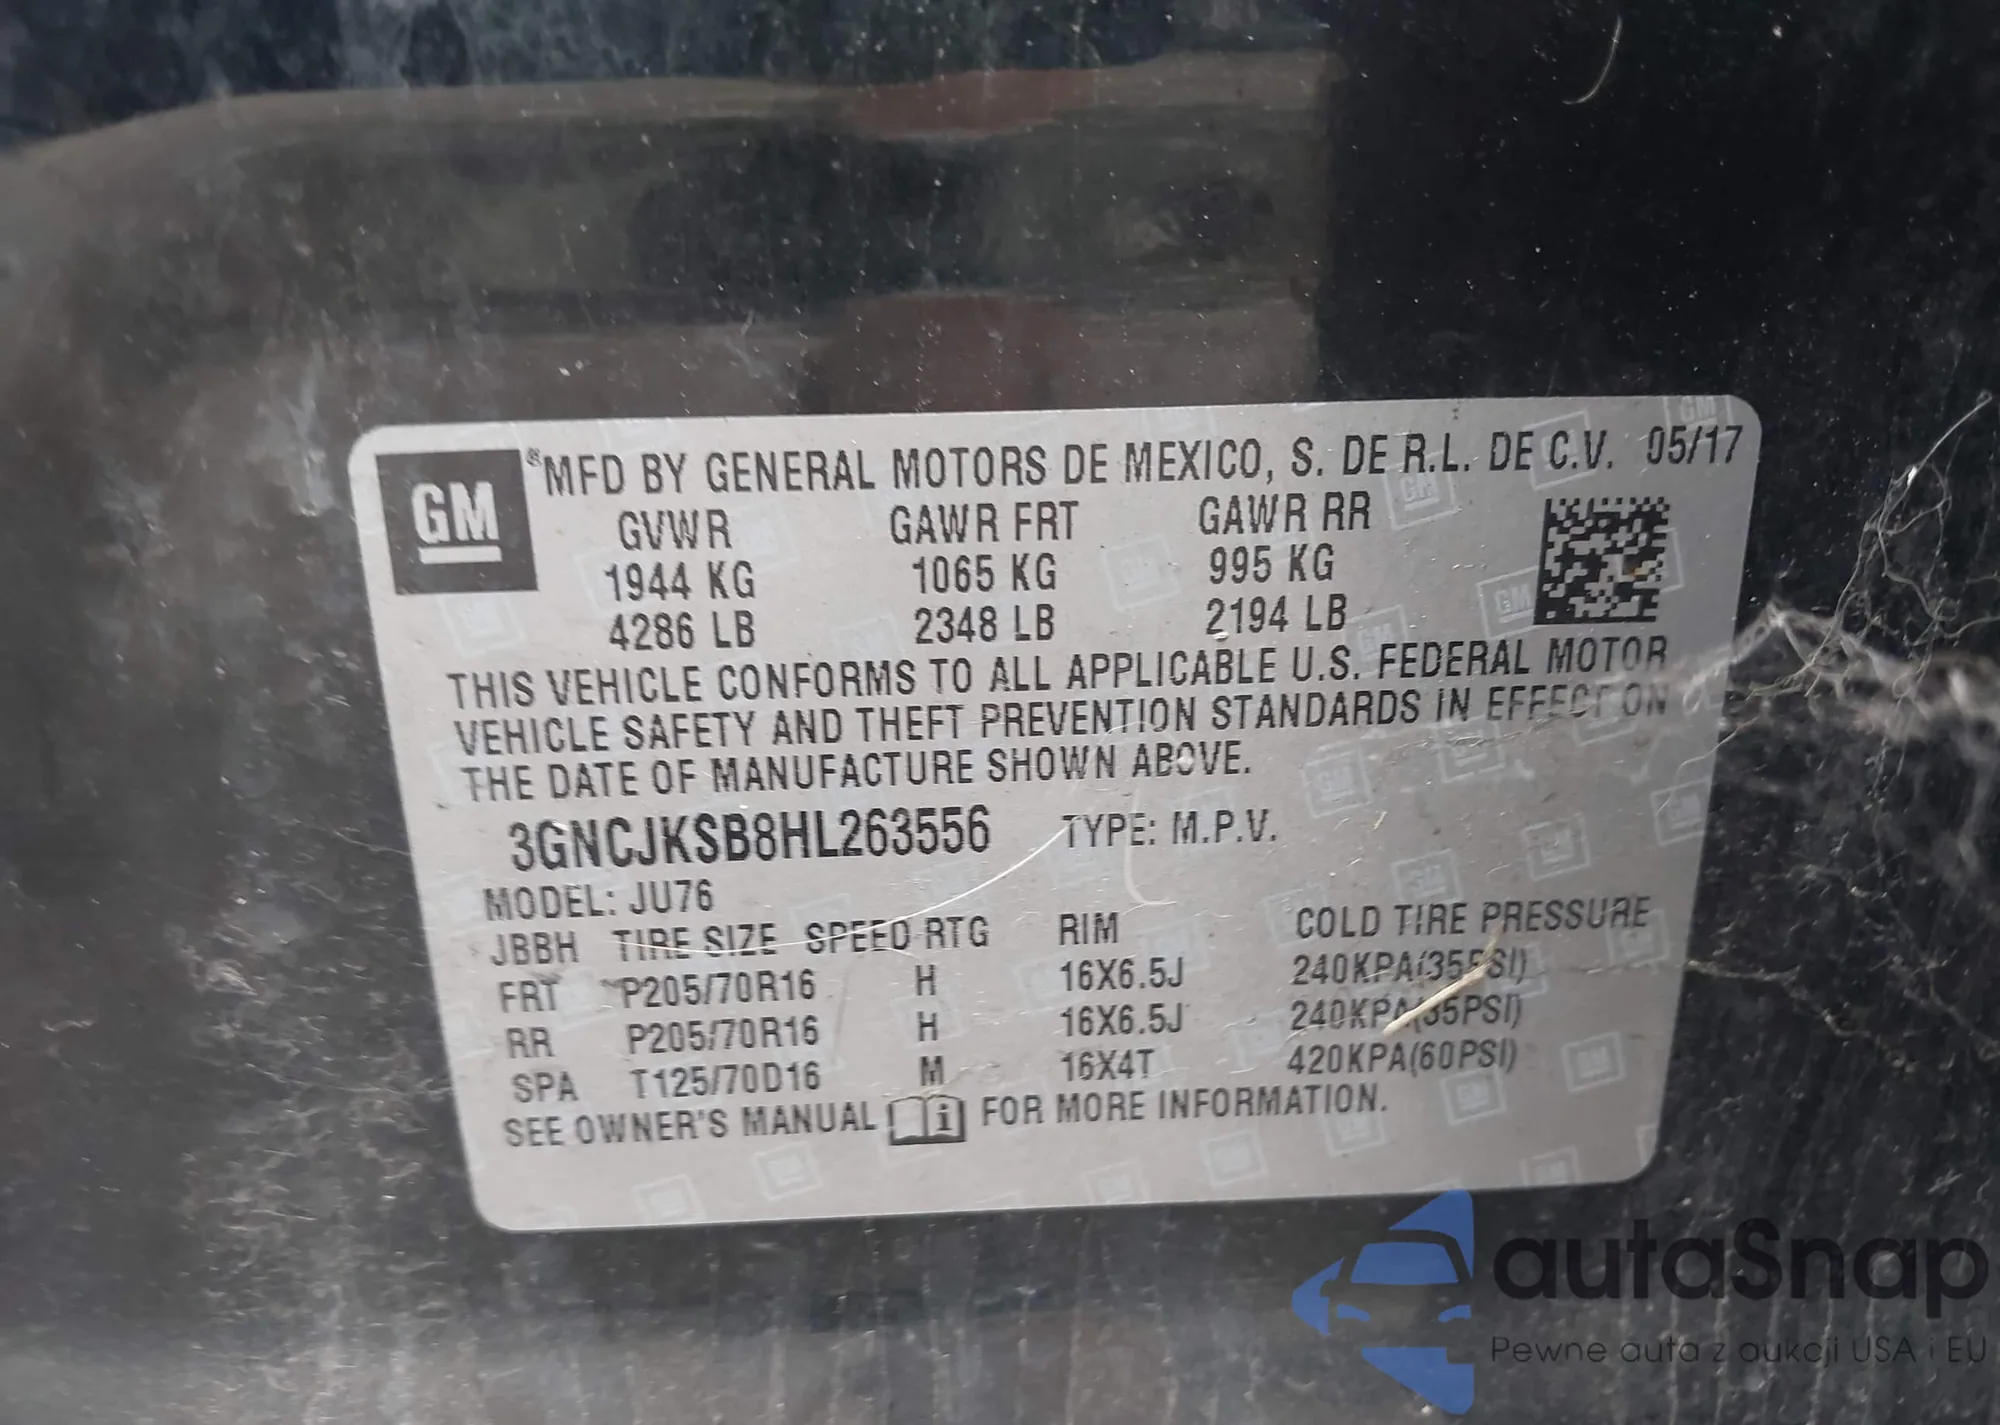 GM ®MFD BY GENERAL MOTORS DE MEXICO, S. DE R.L. DE C.V. 05/17
GVWR GAWR FRT GAWR RR
1944 KG 1065 KG 995 KG
4286 LB 2348 LB 2194 LB
THIS VEHICLE CONFORMS TO ALL APPLICABLE U.S. FEDERAL MOTOR
VEHICLE SAFETY AND THEFT PREVENTION STANDARDS IN EFFECT ON
THE DATE OF MANUFACTURE SHOWN ABOVE.
3GNCJKSB8HL263556 TYPE: M.P.V.
MODEL: JU76
JBBH TIRE SIZE SPEED RTG RIM COLD TIRE PRESSURE
FRT P205/70R16 H 16X6.5J 240KPA(35PSI)
RR P205/70R16 H 16X6.5J 240KPA(35PSI)
SPA T125/70D16 M 16X4T 420KPA(60PSI)
SEE OWNER'S MANUAL i FOR MORE INFORMATION.
autaSnap
Pewne auta z aukcji USA i EU